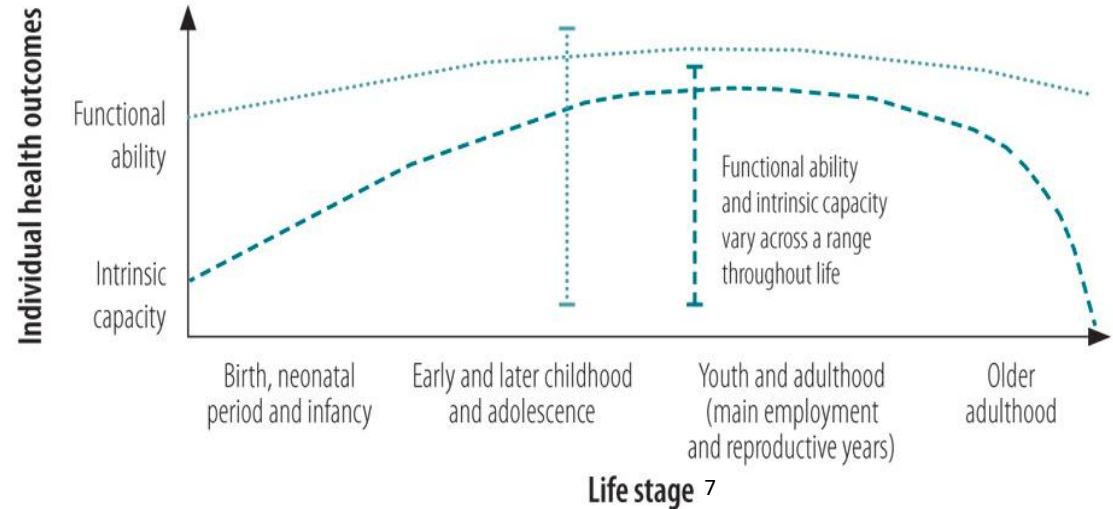 Individual health outcomes
Functional
ability
Intrinsic
capacity
Functional ability
and intrinsic capacity
vary across a range
throughout life
Birth, neonatal
period and infancy
Early and later childhood
and adolescence
Youth and adulthood
(main employment
and reproductive years)
Older
adulthood
Life stage 7